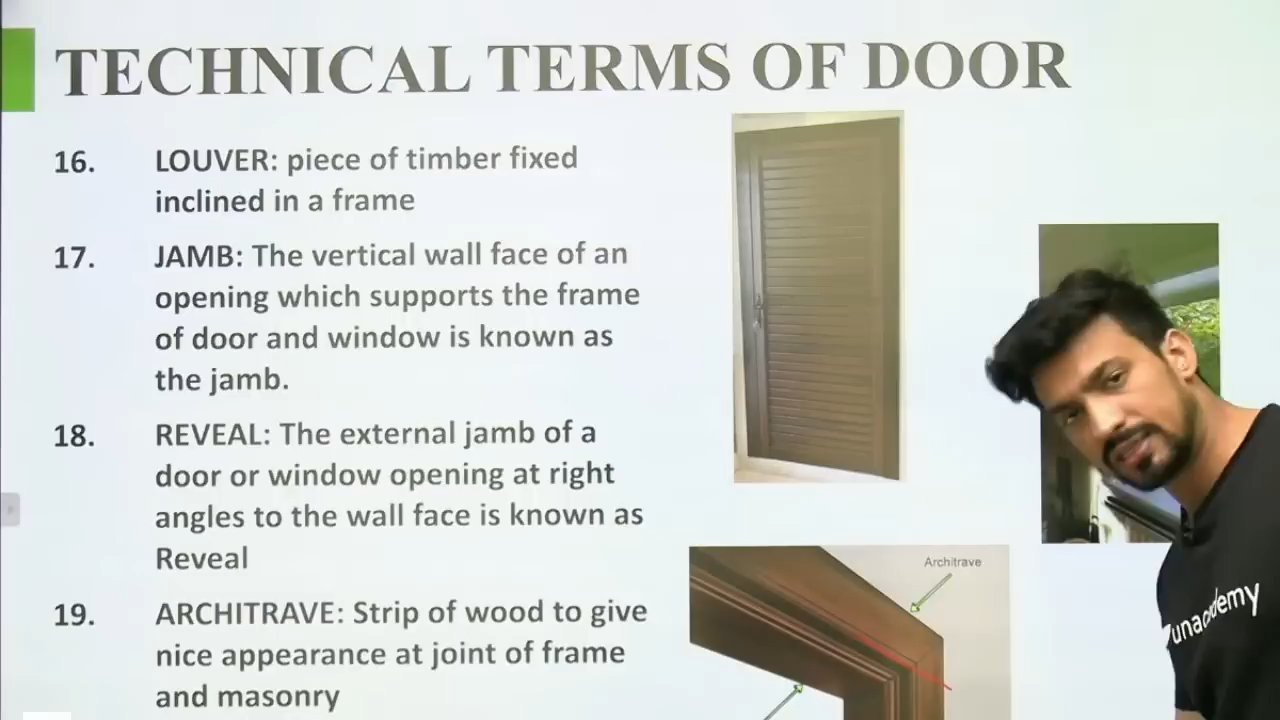 TECHNICAL TERMS OF DOOR
16. LOUVER: piece of timber fixed
inclined in a frame
17. JAMB: The vertical wall face of an
opening which supports the frame
of door and window is known as
the jamb.
18. REVEAL: The external jamb of a
door or window opening at right
angles to the wall face is known as
Reveal
19. ARCHITRAVE: Strip of wood to give
nice appearance at joint of frame
and masonry
Architrave
unacademy